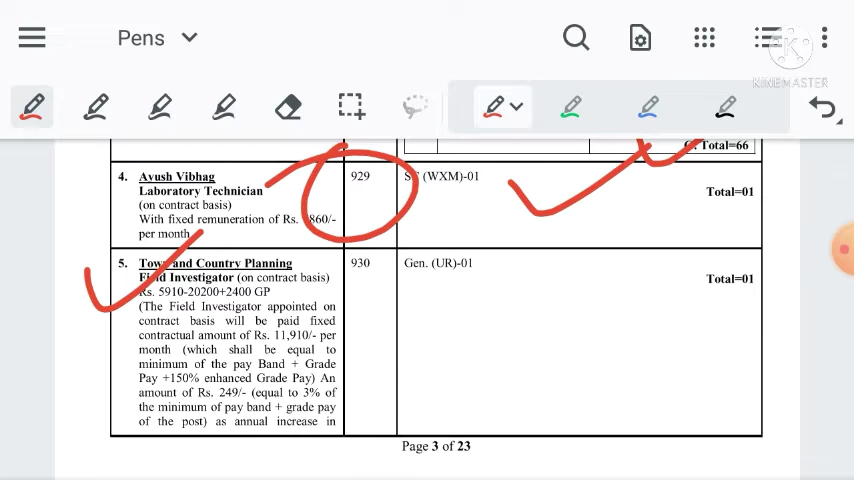 Pens
KINEMASTER
G. Total=66
4. Ayush Vibhag
Laboratory Technician
(on contract basis)
With fixed remuneration of Rs. 860/-
per month
929
(WXM)-01
Total=01
5. Town and Country Planning
Field Investigator (on contract basis)
Rs. 5910-20200+2400 GP
(The Field Investigator appointed on
contract basis will be paid fixed
contractual amount of Rs. 11,910/- per
month (which shall be equal to
minimum of the pay Band + Grade
Pay +150% enhanced Grade Pay) An
amount of Rs. 249/- (equal to 3% of
the minimum of pay band + grade pay
of the post) as annual increase in
930
Gen. (UR)-01
Total=01
Page 3 of 23